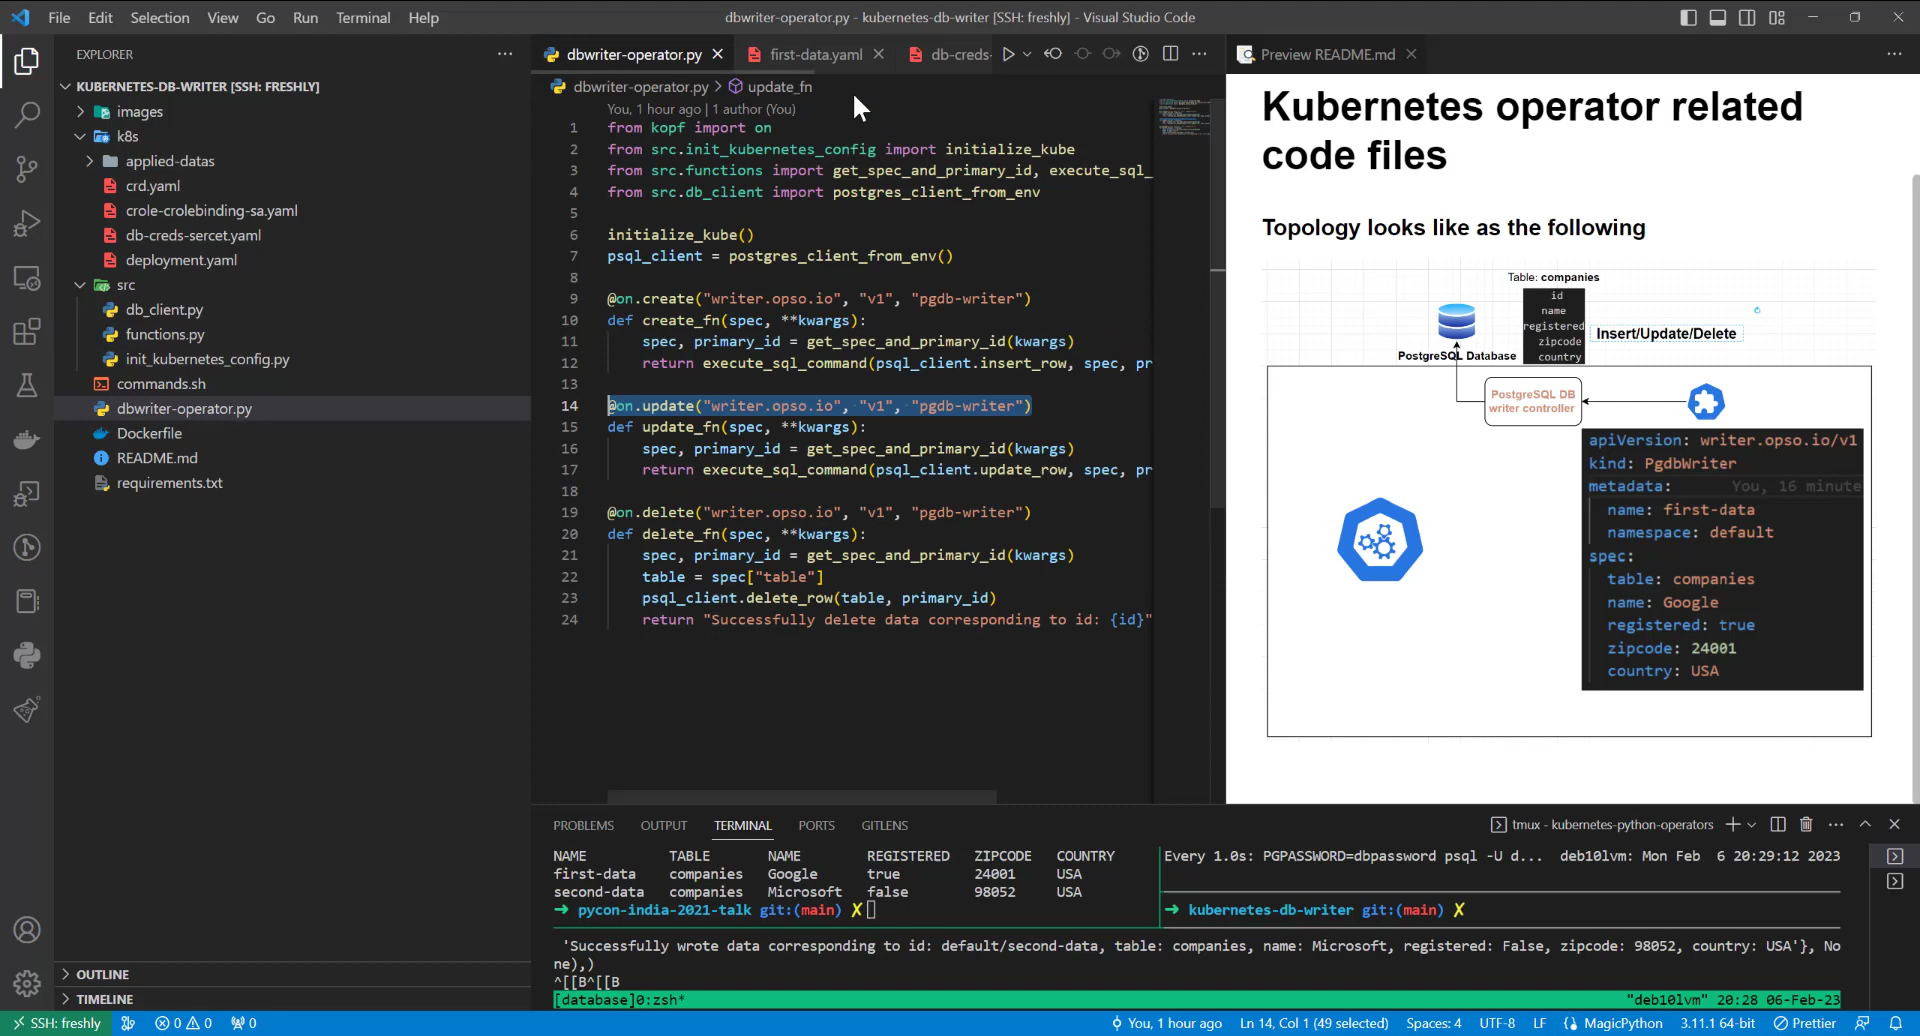 File Edit Selection View Go Run Terminal Help
dbwriter-operator.py - kubernetes-db-writer [SSH: freshly] - Visual Studio Code
EXPLORER
KUBERNETES-DB-WRITER [SSH: FRESHLY]
images
k8s
applied-datas
crd.yaml
crole-crolebinding-sa.yaml
db-creds-sercet.yaml
deployment.yaml
src
db_client.py
functions.py
init_kubernetes_config.py
commands.sh
dbwriter-operator.py
Dockerfile
README.md
requirements.txt
OUTLINE
TIMELINE
dbwriter-operator.py first-data.yaml db-creds-
dbwriter-operator.py > update_fn
You, 1 hour ago | 1 author (You)
1 from kopf import on
2 from src.init_kubernetes_config import initialize_kube
3 from src.functions import get_spec_and_primary_id, execute_sql_
4 from src.db_client import postgres_client_from_env
5
6 initialize_kube()
7 psql_client = postgres_client_from_env()
8
9 @on.create("writer.opso.io", "v1", "pgdb-writer")
10 def create_fn(spec, **kwargs):
11 spec, primary_id = get_spec_and_primary_id(kwargs)
12 return execute_sql_command(psql_client.insert_row, spec, pr
13
14 @on.update("writer.opso.io", "v1", "pgdb-writer")
15 def update_fn(spec, **kwargs):
16 spec, primary_id = get_spec_and_primary_id(kwargs)
17 return execute_sql_command(psql_client.update_row, spec, pr
18
19 @on.delete("writer.opso.io", "v1", "pgdb-writer")
20 def delete_fn(spec, **kwargs):
21 spec, primary_id = get_spec_and_primary_id(kwargs)
22 table = spec["table"]
23 psql_client.delete_row(table, primary_id)
24 return "Successfully delete data corresponding to id: {id}"
Preview README.md
Kubernetes operator related
code files
Topology looks like as the following
Table: companies
id
name
registered
zipcode
country
Insert/Update/Delete
PostgreSQL Database
PostgreSQL DB
writer controller
apiVersion: writer.opso.io/v1
kind: PgdbWriter
metadata: You, 16 minute
name: first-data
namespace: default
spec:
table: companies
name: Google
registered: true
zipcode: 24001
country: USA
PROBLEMS OUTPUT TERMINAL PORTS GITLENS
tmux - kubernetes-python-operators
NAME TABLE NAME REGISTERED ZIPCODE COUNTRY
first-data companies Google true 24001 USA
second-data companies Microsoft false 98052 USA
➜ pycon-india-2021-talk git:(main) ✗
Every 1.0s: PGPASSWORD=dbpassword psql -U d... deb10lvm: Mon Feb 6 20:29:12 2023
➜ kubernetes-db-writer git:(main) ✗
'Successfully wrote data corresponding to id: default/second-data, table: companies, name: Microsoft, registered: False, zipcode: 98052, country: USA'}, No
ne),)
^[[B^[[B
[database]0:zsh* "deb10lvm" 20:28 06-Feb-23
SSH: freshly 0 0 0 You, 1 hour ago Ln 14, Col 1 (49 selected) Spaces: 4 UTF-8 LF MagicPython 3.11.1 64-bit Prettier